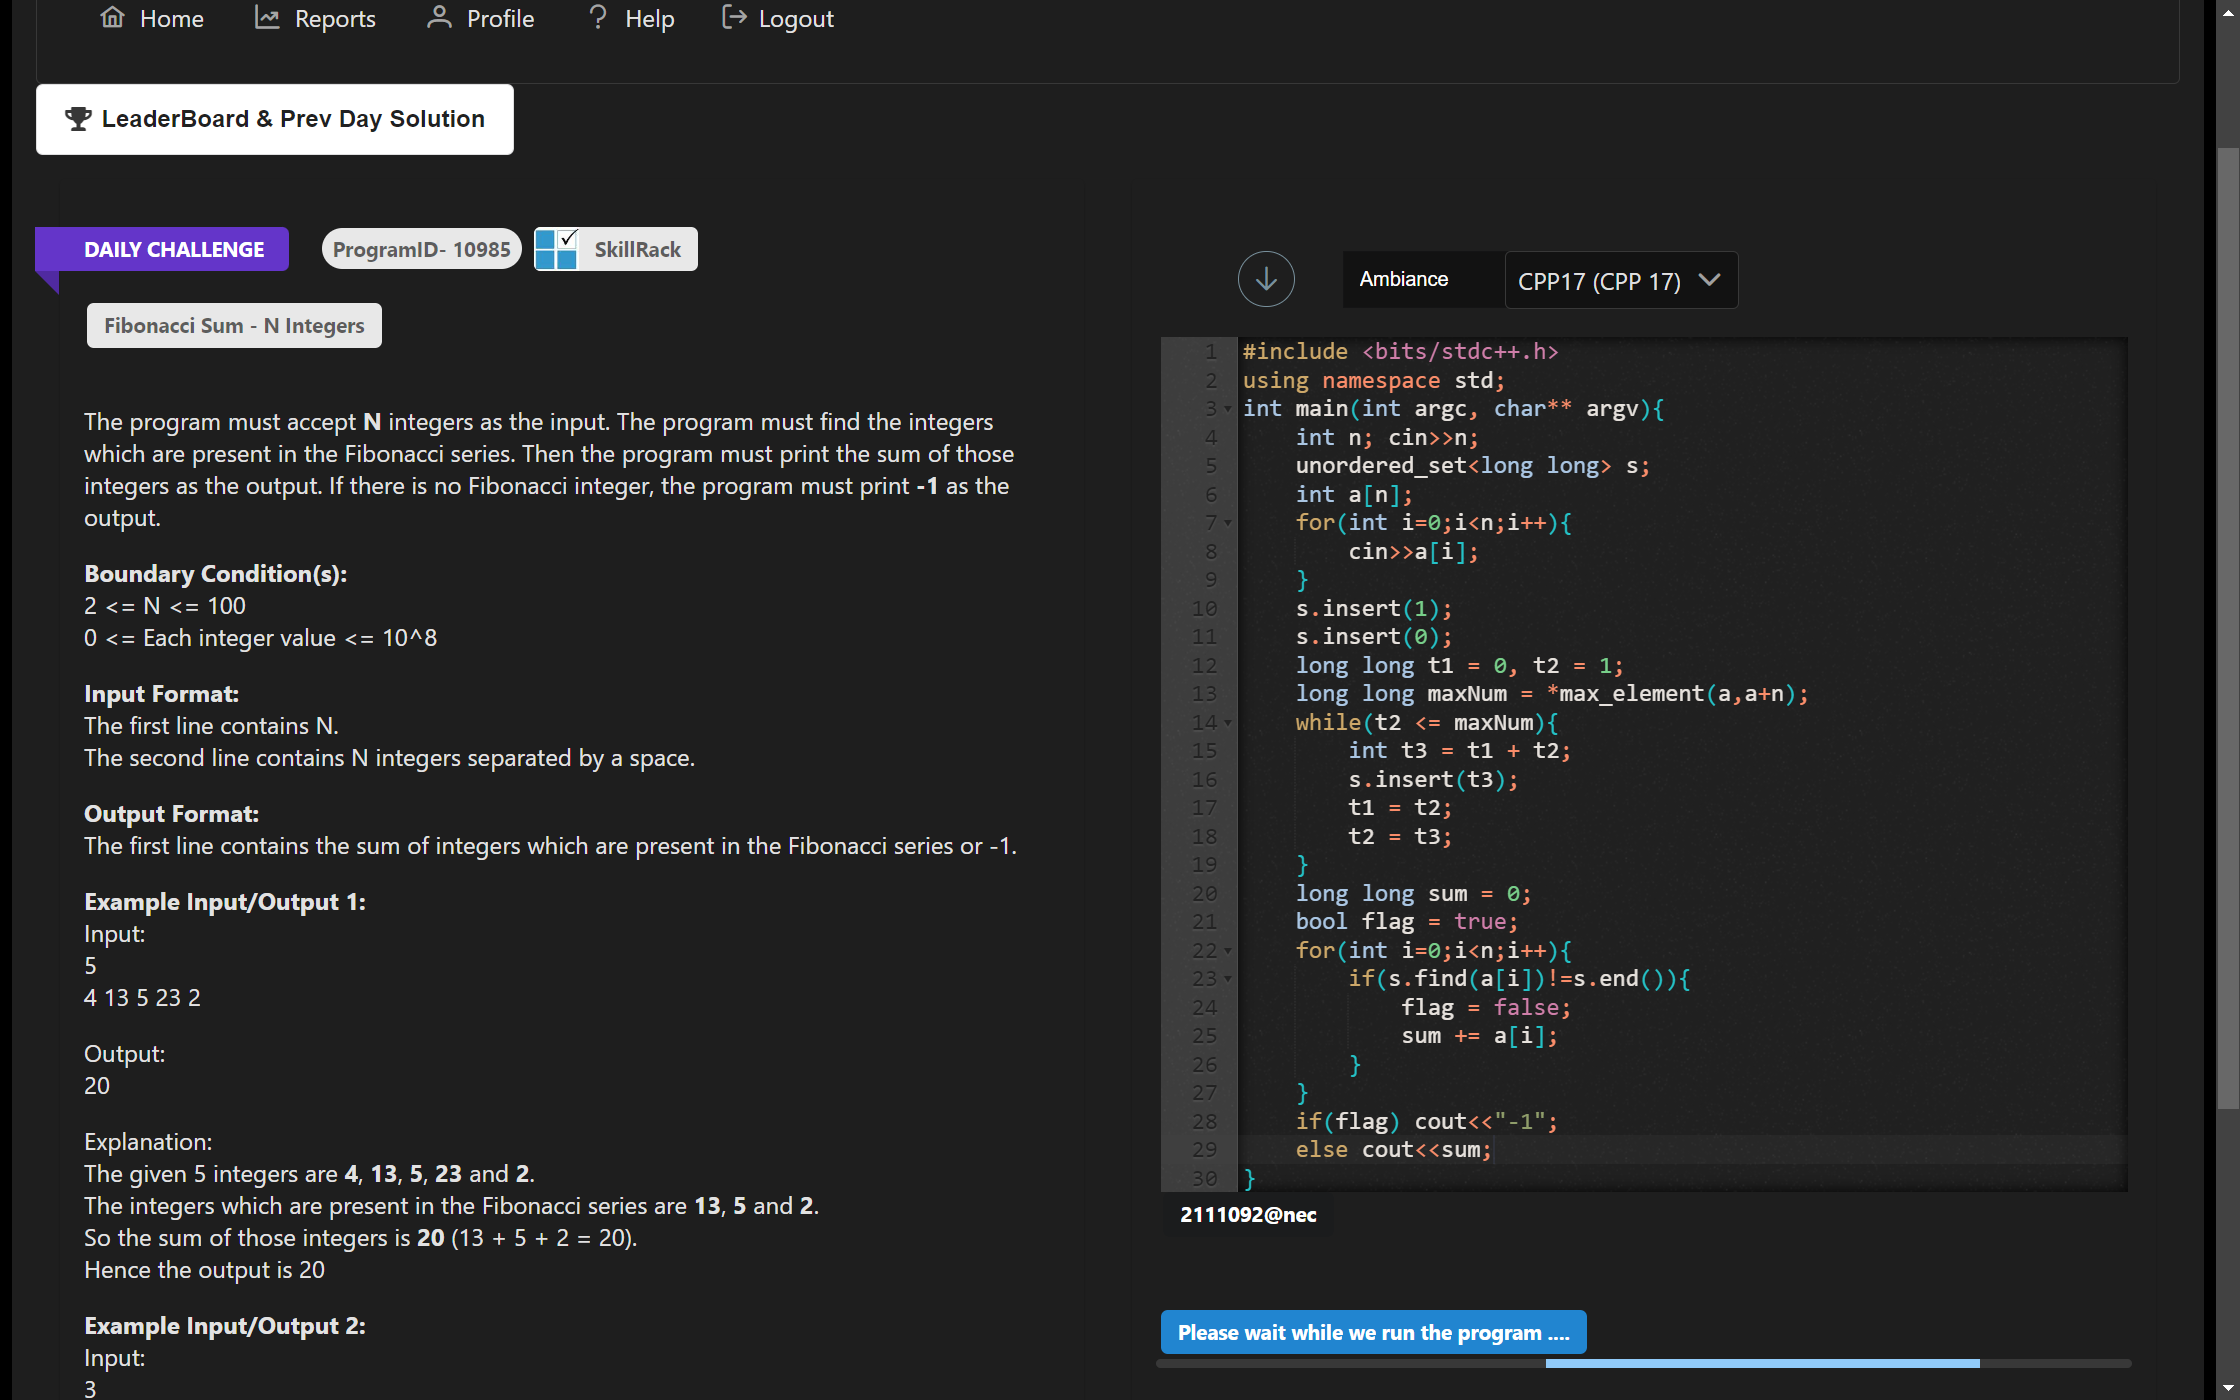 Home Reports Profile ? Help Logout
LeaderBoard & Prev Day Solution
DAILY CHALLENGE ProgramID- 10985 SkillRack
Fibonacci Sum - N Integers
The program must accept N integers as the input. The program must find the integers
which are present in the Fibonacci series. Then the program must print the sum of those
integers as the output. If there is no Fibonacci integer, the program must print -1 as the
output.
Boundary Condition(s):
2 <= N <= 100
0 <= Each integer value <= 10^8
Input Format:
The first line contains N.
The second line contains N integers separated by a space.
Output Format:
The first line contains the sum of integers which are present in the Fibonacci series or -1.
Example Input/Output 1:
Input:
5
4 13 5 23 2
Output:
20
Explanation:
The given 5 integers are 4, 13, 5, 23 and 2.
The integers which are present in the Fibonacci series are 13, 5 and 2.
So the sum of those integers is 20 (13 + 5 + 2 = 20).
Hence the output is 20
Example Input/Output 2:
Input:
3
Ambiance CPP17 (CPP 17)
1 #include <bits/stdc++.h>
2 using namespace std;
3 int main(int argc, char** argv){
4     int n; cin>>n;
5     unordered_set<long long> s;
6     int a[n];
7     for(int i=0;i<n;i++){
8         cin>>a[i];
9     }
10     s.insert(1);
11     s.insert(0);
12     long long t1 = 0, t2 = 1;
13     long long maxNum = *max_element(a,a+n);
14     while(t2 <= maxNum){
15         int t3 = t1 + t2;
16         s.insert(t3);
17         t1 = t2;
18         t2 = t3;
19     }
20     long long sum = 0;
21     bool flag = true;
22     for(int i=0;i<n;i++){
23         if(s.find(a[i])!=s.end()){
24             flag = false;
25             sum += a[i];
26         }
27     }
28     if(flag) cout<<"-1";
29     else cout<<sum;
30 }
2111092@nec
Please wait while we run the program ....